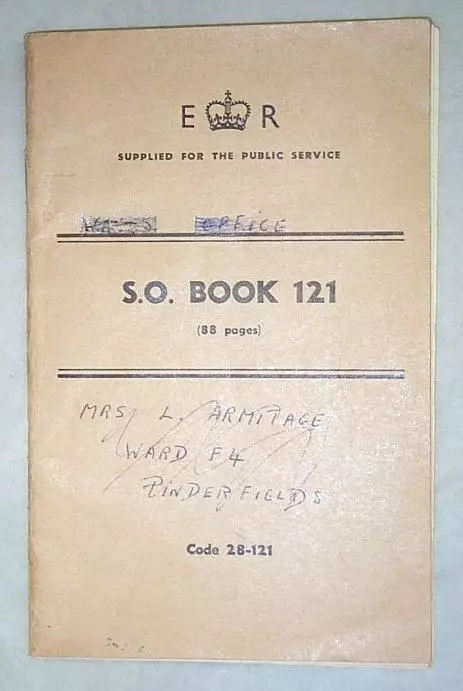 E R
SUPPLIED FOR THE PUBLIC SERVICE
OFFICE
S.O. BOOK 121
(88 pages)
MRS L. ARMITAGE
WARD F4
PINDERFIELDS
Code 28-121